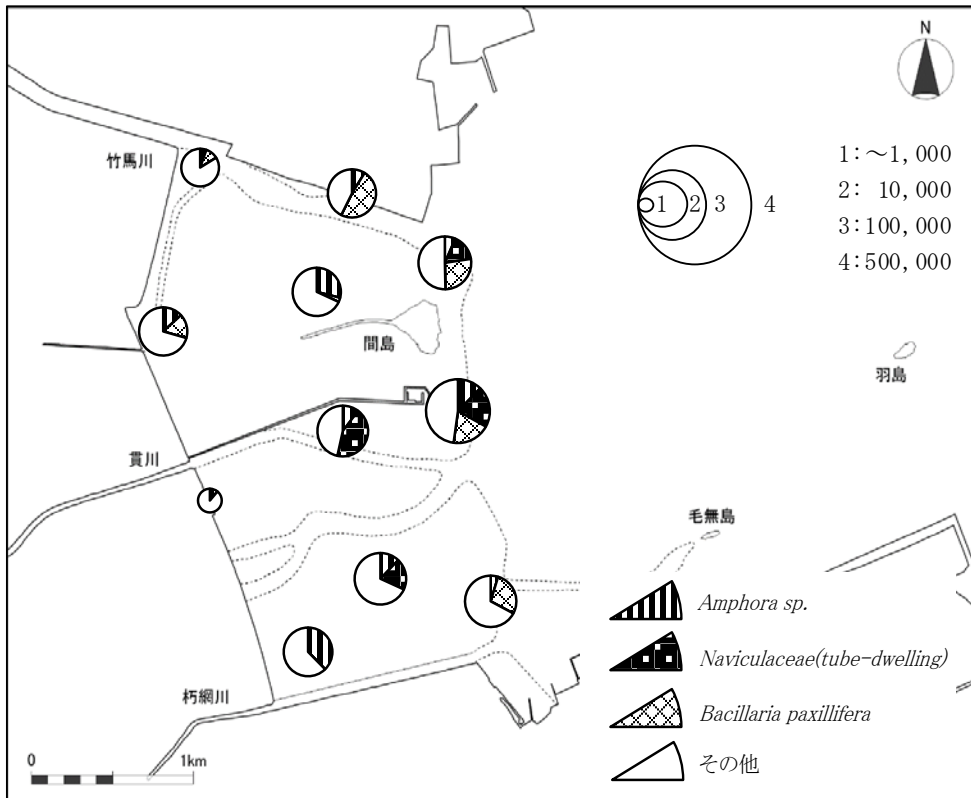 N
竹馬川
1:～1,000
2: 10,000
3:100,000
4:500,000
1
2
3
4
間島
羽島
貫川
毛無島
Amphora sp.
Naviculaceae(tube-dwelling)
Bacillaria paxillifera
その他
朽網川
0
1km